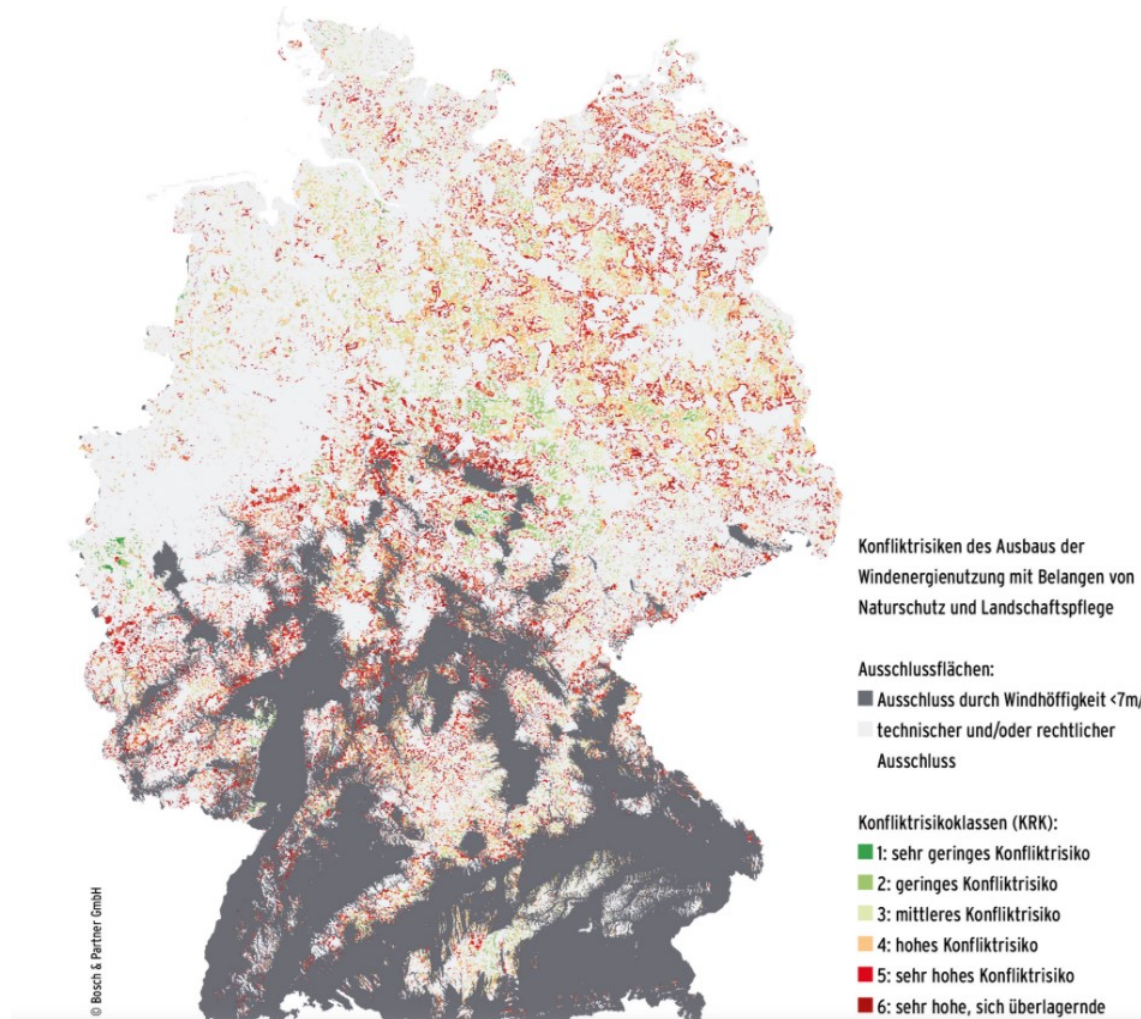 Konfliktrisiken des Ausbaus der
Windenergienutzung mit Belangen von
Naturschutz und Landschaftspflege
Ausschlussflächen:
Ausschluss durch Windhöffigkeit <7m/
technischer und/oder rechtlicher
Ausschluss
Konfliktrisikoklassen (KRK):
1: sehr geringes Konfliktrisiko
2: geringes Konfliktrisiko
3: mittleres Konfliktrisiko
4: hohes Konfliktrisiko
5: sehr hohes Konfliktrisiko
6: sehr hohe, sich überlagernde
© Bosch & Partner GmbH